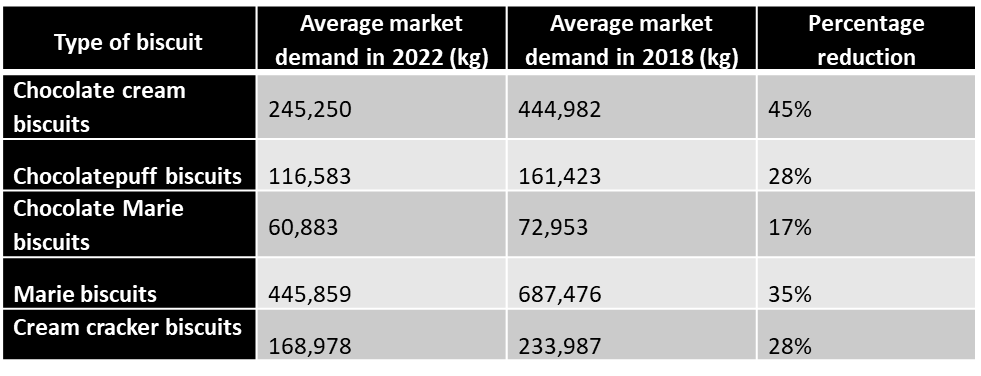 Type of biscuit
Average market
demand in 2022 (kg)
Average market
demand in 2018 (kg)
Percentage
reduction
Chocolate cream
biscuits
245,250
444,982
45%
Chocolatepuff biscuits
116,583
161,423
28%
Chocolate Marie
biscuits
60,883
72,953
17%
Marie biscuits
445,859
687,476
35%
Cream cracker biscuits
168,978
233,987
28%